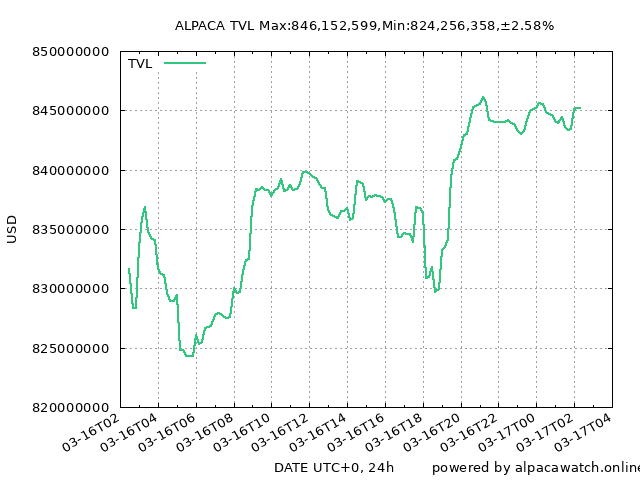 ALPACA TVL Max:846,152,599,Min:824,256,358,±2.58%
850000000
TVL
845000000
840000000
835000000
830000000
825000000
820000000
USD
03-16T02
03-16T04
03-16T06
03-16T08
03-16T10
03-16T12
03-16T14
03-16T16
03-16T18
03-16T20
03-16T22
03-17T00
03-17T02
03-17T04
DATE UTC+0, 24h
powered by alpacawatch.online